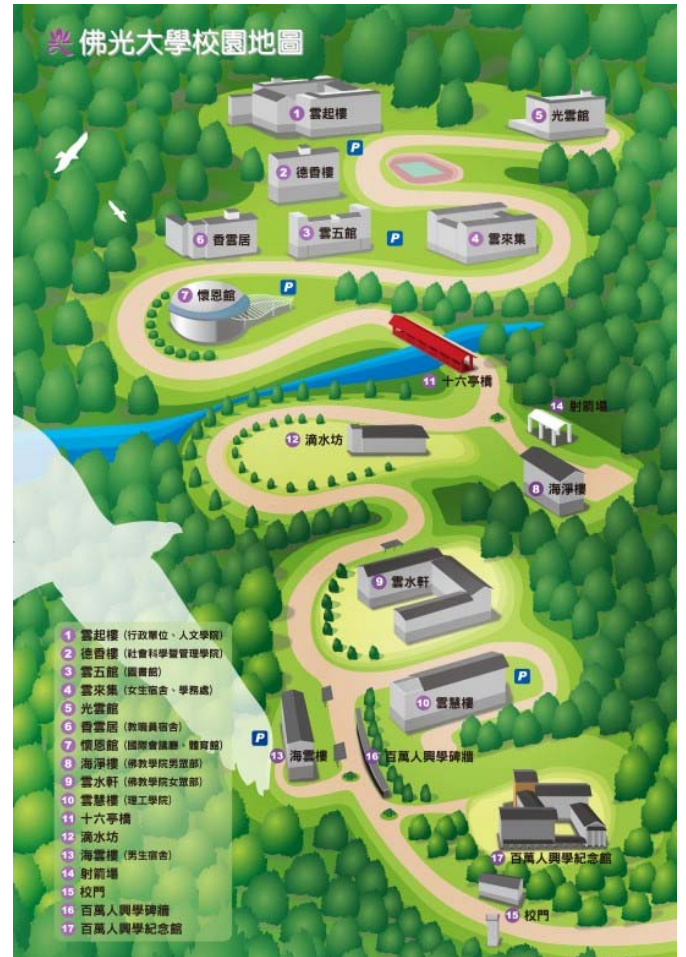 佛光大學校園地圖
1 雲起樓
5 光雲館
P
2 德香樓
6 香雲居
3 雲五館
P
4 雲來集
7 懷恩館
P
11 十六亭橋
14 射箭場
12 滴水坊
8 海淨樓
9 雲水軒
P
10 雲慧樓
P
13 海雲樓
16 百萬人興學碑牆
17 百萬人興學紀念館
15 校門
1 雲起樓(行政單位、人文學院)
2 德香樓(社會科學暨管理學院)
3 雲五館(圖書館)
4 雲來集(女生宿舍、學務處)
5 光雲館
6 香雲居(教職員宿舍)
7 懷恩館(國際會議廳、體育館)
8 海淨樓(佛教學院男眾部)
9 雲水軒(佛教學院女眾部)
10 雲慧樓(理工學院)
11 十六亭橋
12 滴水坊
13 海雲樓(男生宿舍)
14 射箭場
15 校門
16 百萬人興學碑牆
17 百萬人興學紀念館